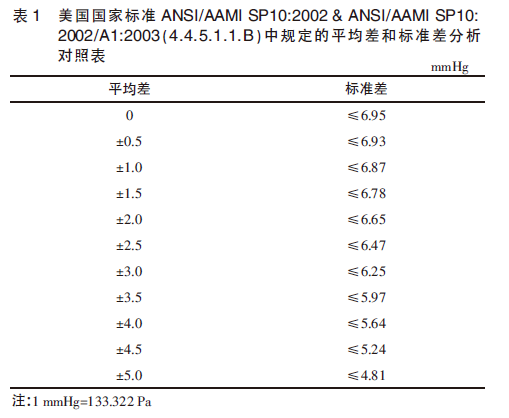 表1 美国国家标准 ANSI/AAMI SP10:2002 & ANSI/AAMI SP10:
2002/A1:2003(4.4.5.1.1.B)中规定的平均差和标准差分析
对照表
mmHg
平均差 标准差
0 ≤6.95
±0.5 ≤6.93
±1.0 ≤6.87
±1.5 ≤6.78
±2.0 ≤6.65
±2.5 ≤6.47
±3.0 ≤6.25
±3.5 ≤5.97
±4.0 ≤5.64
±4.5 ≤5.24
±5.0 ≤4.81
注:1 mmHg=133.322 Pa